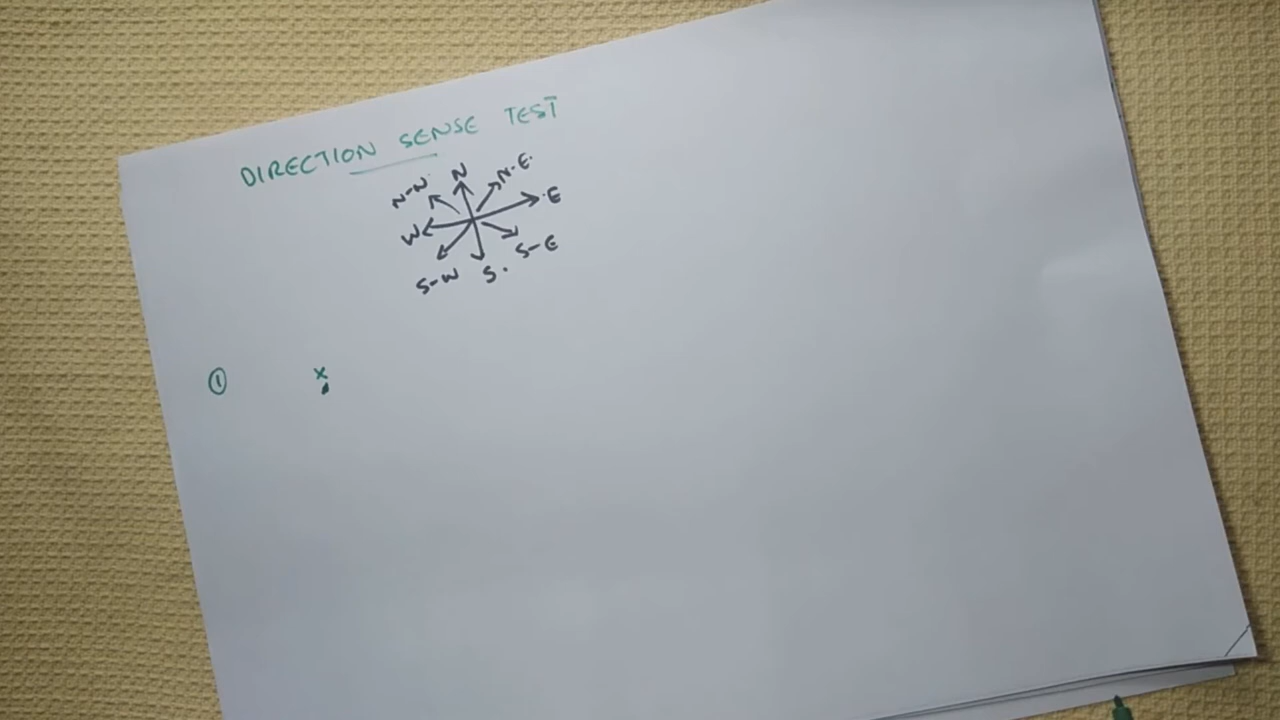 DIRECTION SENSE TEST
N-W N N.E.
W .E
S-W S. S-E
① x